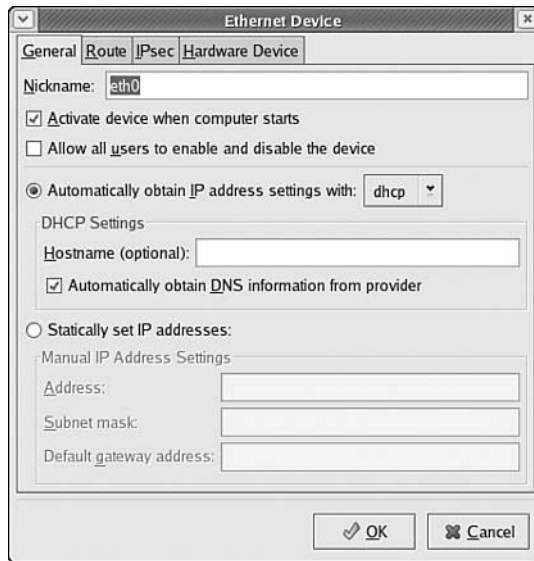 Ethernet Device
General Route IPsec Hardware Device
Nickname: eth0
Activate device when computer starts
Allow all users to enable and disable the device
Automatically obtain IP address settings with: dhcp
DHCP Settings
Hostname (optional):
Automatically obtain DNS information from provider
Statically set IP addresses:
Manual IP Address Settings
Address:
Subnet mask:
Default gateway address:
OK Cancel